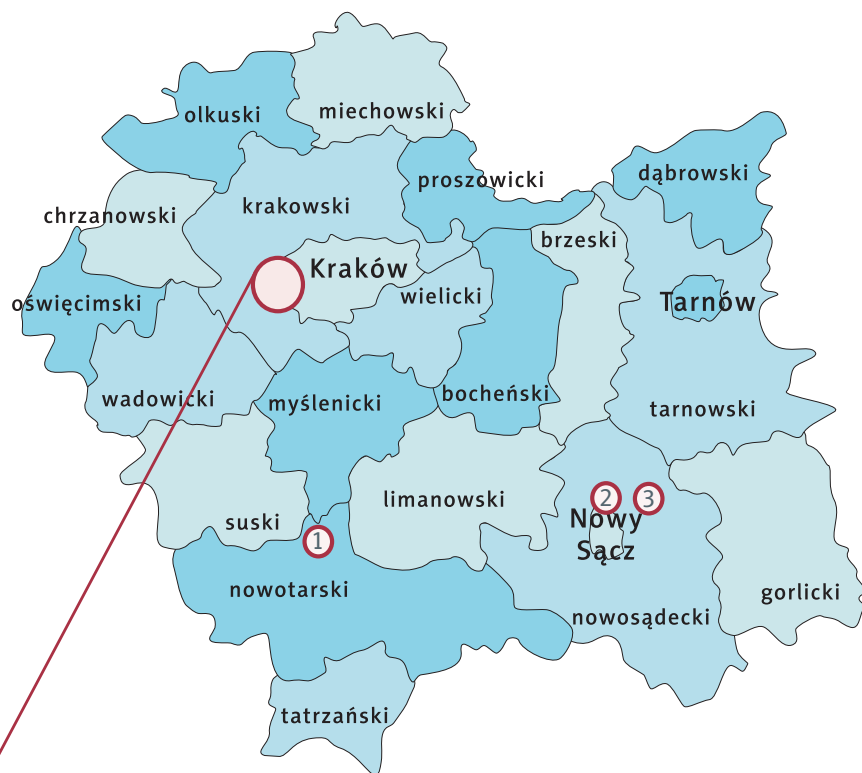 miechowski
olkuski
dąbrowski
proszowicki
krakowski
chrzanowski
brzeski
Kraków
wielicki
oświęcimski
Tarnów
bocheński
wadowicki
myślenicki
tarnowski
limanowski
2
3
suski
Nowy
Sącz
1
nowotarski
gorlicki
nowosądecki
tatrzański